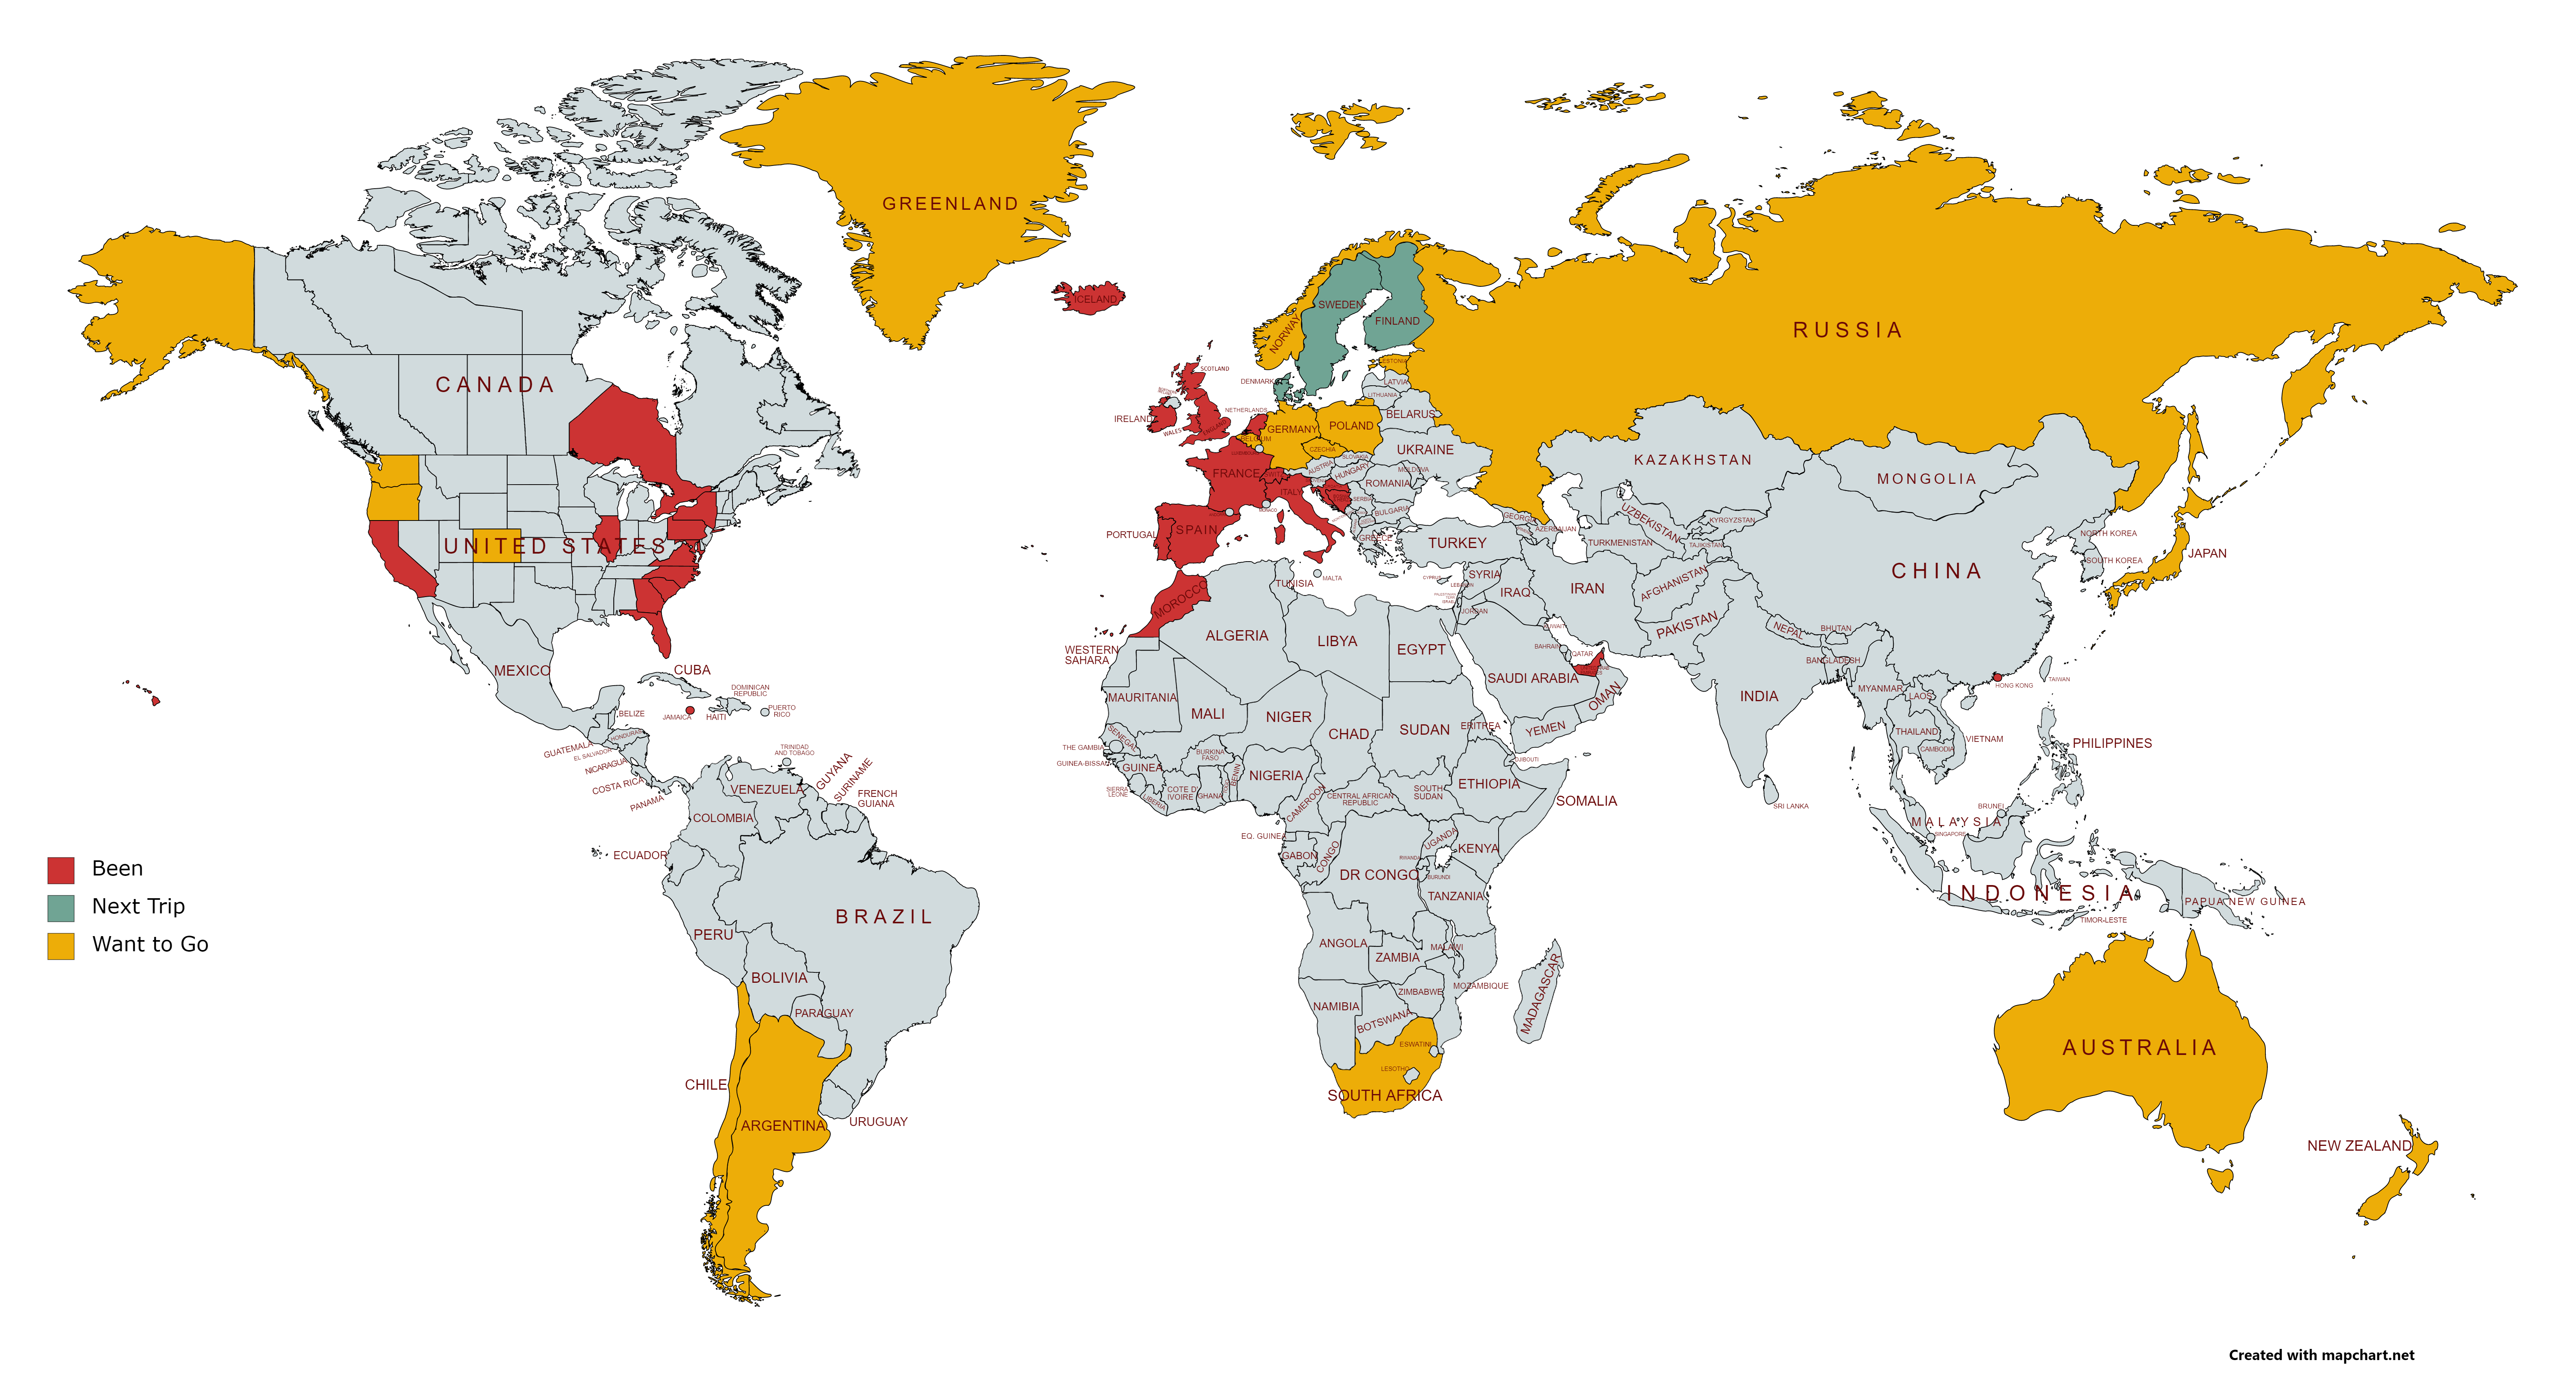 GREENLAND
ICELAND
RUSSIA
SWEDEN
FINLAND
NORWAY
ESTONIA
SCOTLAND
DENMARK
LATVIA
LITHUANIA
CANADA
NETHERLANDS
BELARUS
IRELAND
WALES
ENGLAND
GERMANY
POLAND
BELGIUM
LUXEMBOURG
CZECHIA
UKRAINE
SLOVAKIA
AUSTRIA
HUNGARY
MOLDOVA
FRANCE
ROMANIA
ITALY
SERBIA
MONACO
BULGARIA
KAZAKHSTAN
MONGOLIA
UNITED STATES
PORTUGAL
SPAIN
GREECE
TURKEY
GEORGIA
AZERBAIJAN
UZBEKISTAN
KYRGYZSTAN
TURKMENISTAN
TAJIKISTAN
NORTH KOREA
SOUTH KOREA
JAPAN
CHINA
MOROCCO
TUNISIA
MALTA
CYPRUS
SYRIA
LEBANON
ISRAEL
IRAQ
IRAN
JORDAN
AFGHANISTAN
PAKISTAN
NEPAL
BHUTAN
BANGLADESH
ALGERIA
LIBYA
EGYPT
KUWAIT
BAHRAIN
QATAR
SAUDI ARABIA
OMAN
YEMEN
WESTERN
SAHARA
MEXICO
CUBA
DOMINICAN
REPUBLIC
JAMAICA
HAITI
PUERTO
RICO
BELIZE
GUATEMALA
HONDURAS
EL SALVADOR
NICARAGUA
COSTA RICA
PANAMA
TRINIDAD
AND TOBAGO
MAURITANIA
MALI
NIGER
CHAD
SUDAN
ERITREA
INDIA
MYANMAR
LAOS
HONG KONG
TAIWAN
THAILAND
CAMBODIA
VIETNAM
PHILIPPINES
SENEGAL
THE GAMBIA
GUINEA-BISSAU
GUINEA
SIERRA
LEONE
LIBERIA
COTE D'
IVOIRE
BURKINA
FASO
GHANA
BENIN
NIGERIA
CAMEROON
CENTRAL AFRICAN
REPUBLIC
SOUTH
SUDAN
ETHIOPIA
DJIBOUTI
SOMALIA
SRI LANKA
BRUNEI
MALAYSIA
SINGAPORE
INDONESIA
PAPUA NEW GUINEA
TIMOR-LESTE
VENEZUELA
GUYANA
SURINAME
FRENCH
GUIANA
COLOMBIA
ECUADOR
EQ. GUINEA
GABON
CONGO
DR CONGO
UGANDA
KENYA
RWANDA
BURUNDI
TANZANIA
PERU
BRAZIL
BOLIVIA
PARAGUAY
CHILE
ARGENTINA
URUGUAY
ANGOLA
ZAMBIA
MALAWI
MOZAMBIQUE
ZIMBABWE
NAMIBIA
BOTSWANA
MADAGASCAR
ESWATINI
LESOTHO
SOUTH AFRICA
AUSTRALIA
NEW ZEALAND
Been
Next Trip
Want to Go
Created with mapchart.net